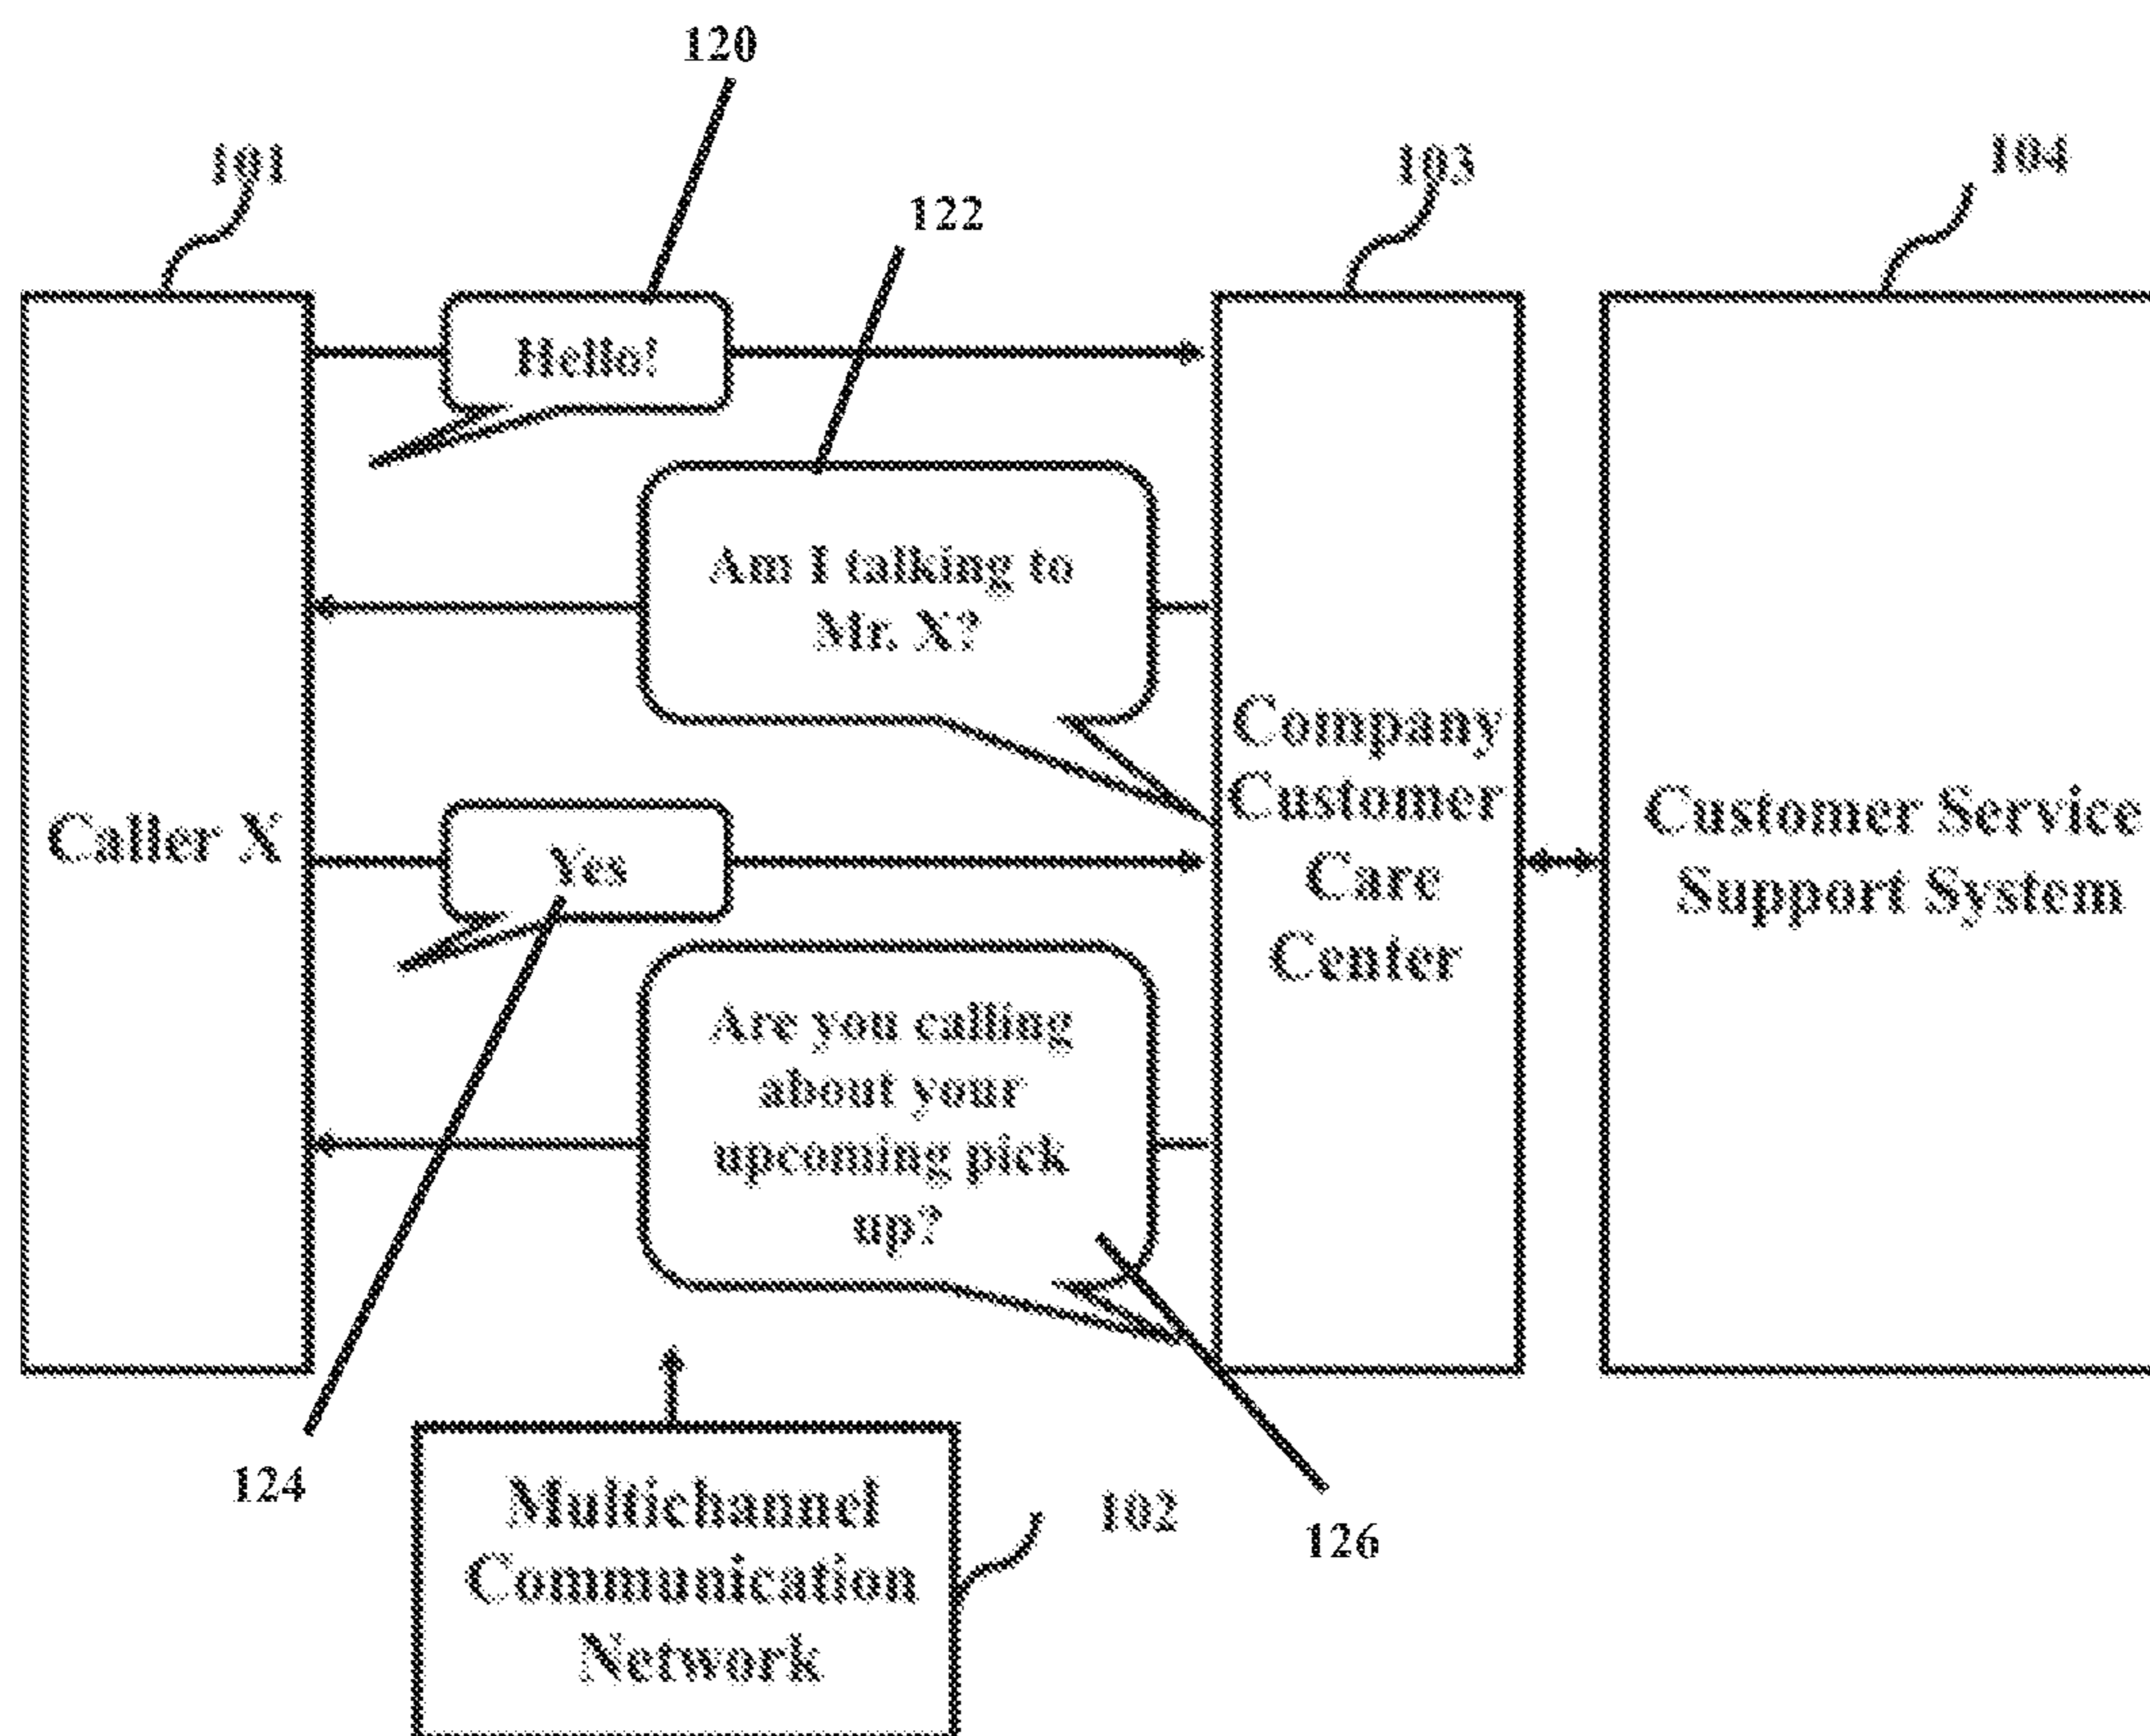 120
101
103
104
122
Hello!
Am I talking to
Mr. X?
Company
Customer
Care
Center
Caller X
Yes
Customer Service
Support System
Are you calling
about your
upcoming pick
up?
124
Multichannel
Communication
Network
102
126